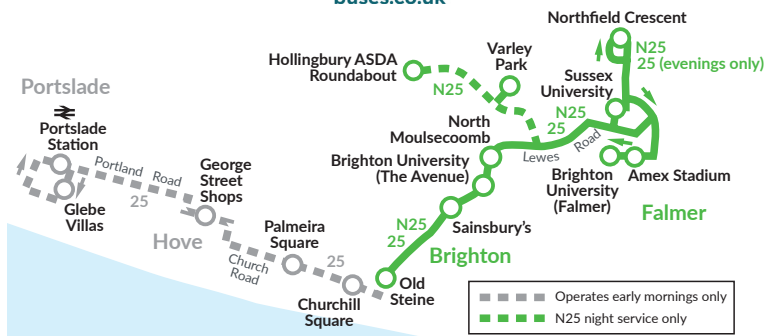 buses.co.uk
Northfield Crescent
N25
25 (evenings only)
Hollingbury ASDA
Roundabout
Varley
Park
N25
Sussex
University
Portslade
Portslade
Station
Portland Road
25
Glebe
Villas
George
Street
Shops
Hove
North
Moulsecoomb
N25
25
Lewes Road
Brighton University
(The Avenue)
Brighton
University
(Falmer)
Amex Stadium
Falmer
Palmeira
Square
Church
Road
25
N25
25
Sainsbury's
Brighton
Churchill
Square
Old
Steine
Operates early mornings only
N25 night service only